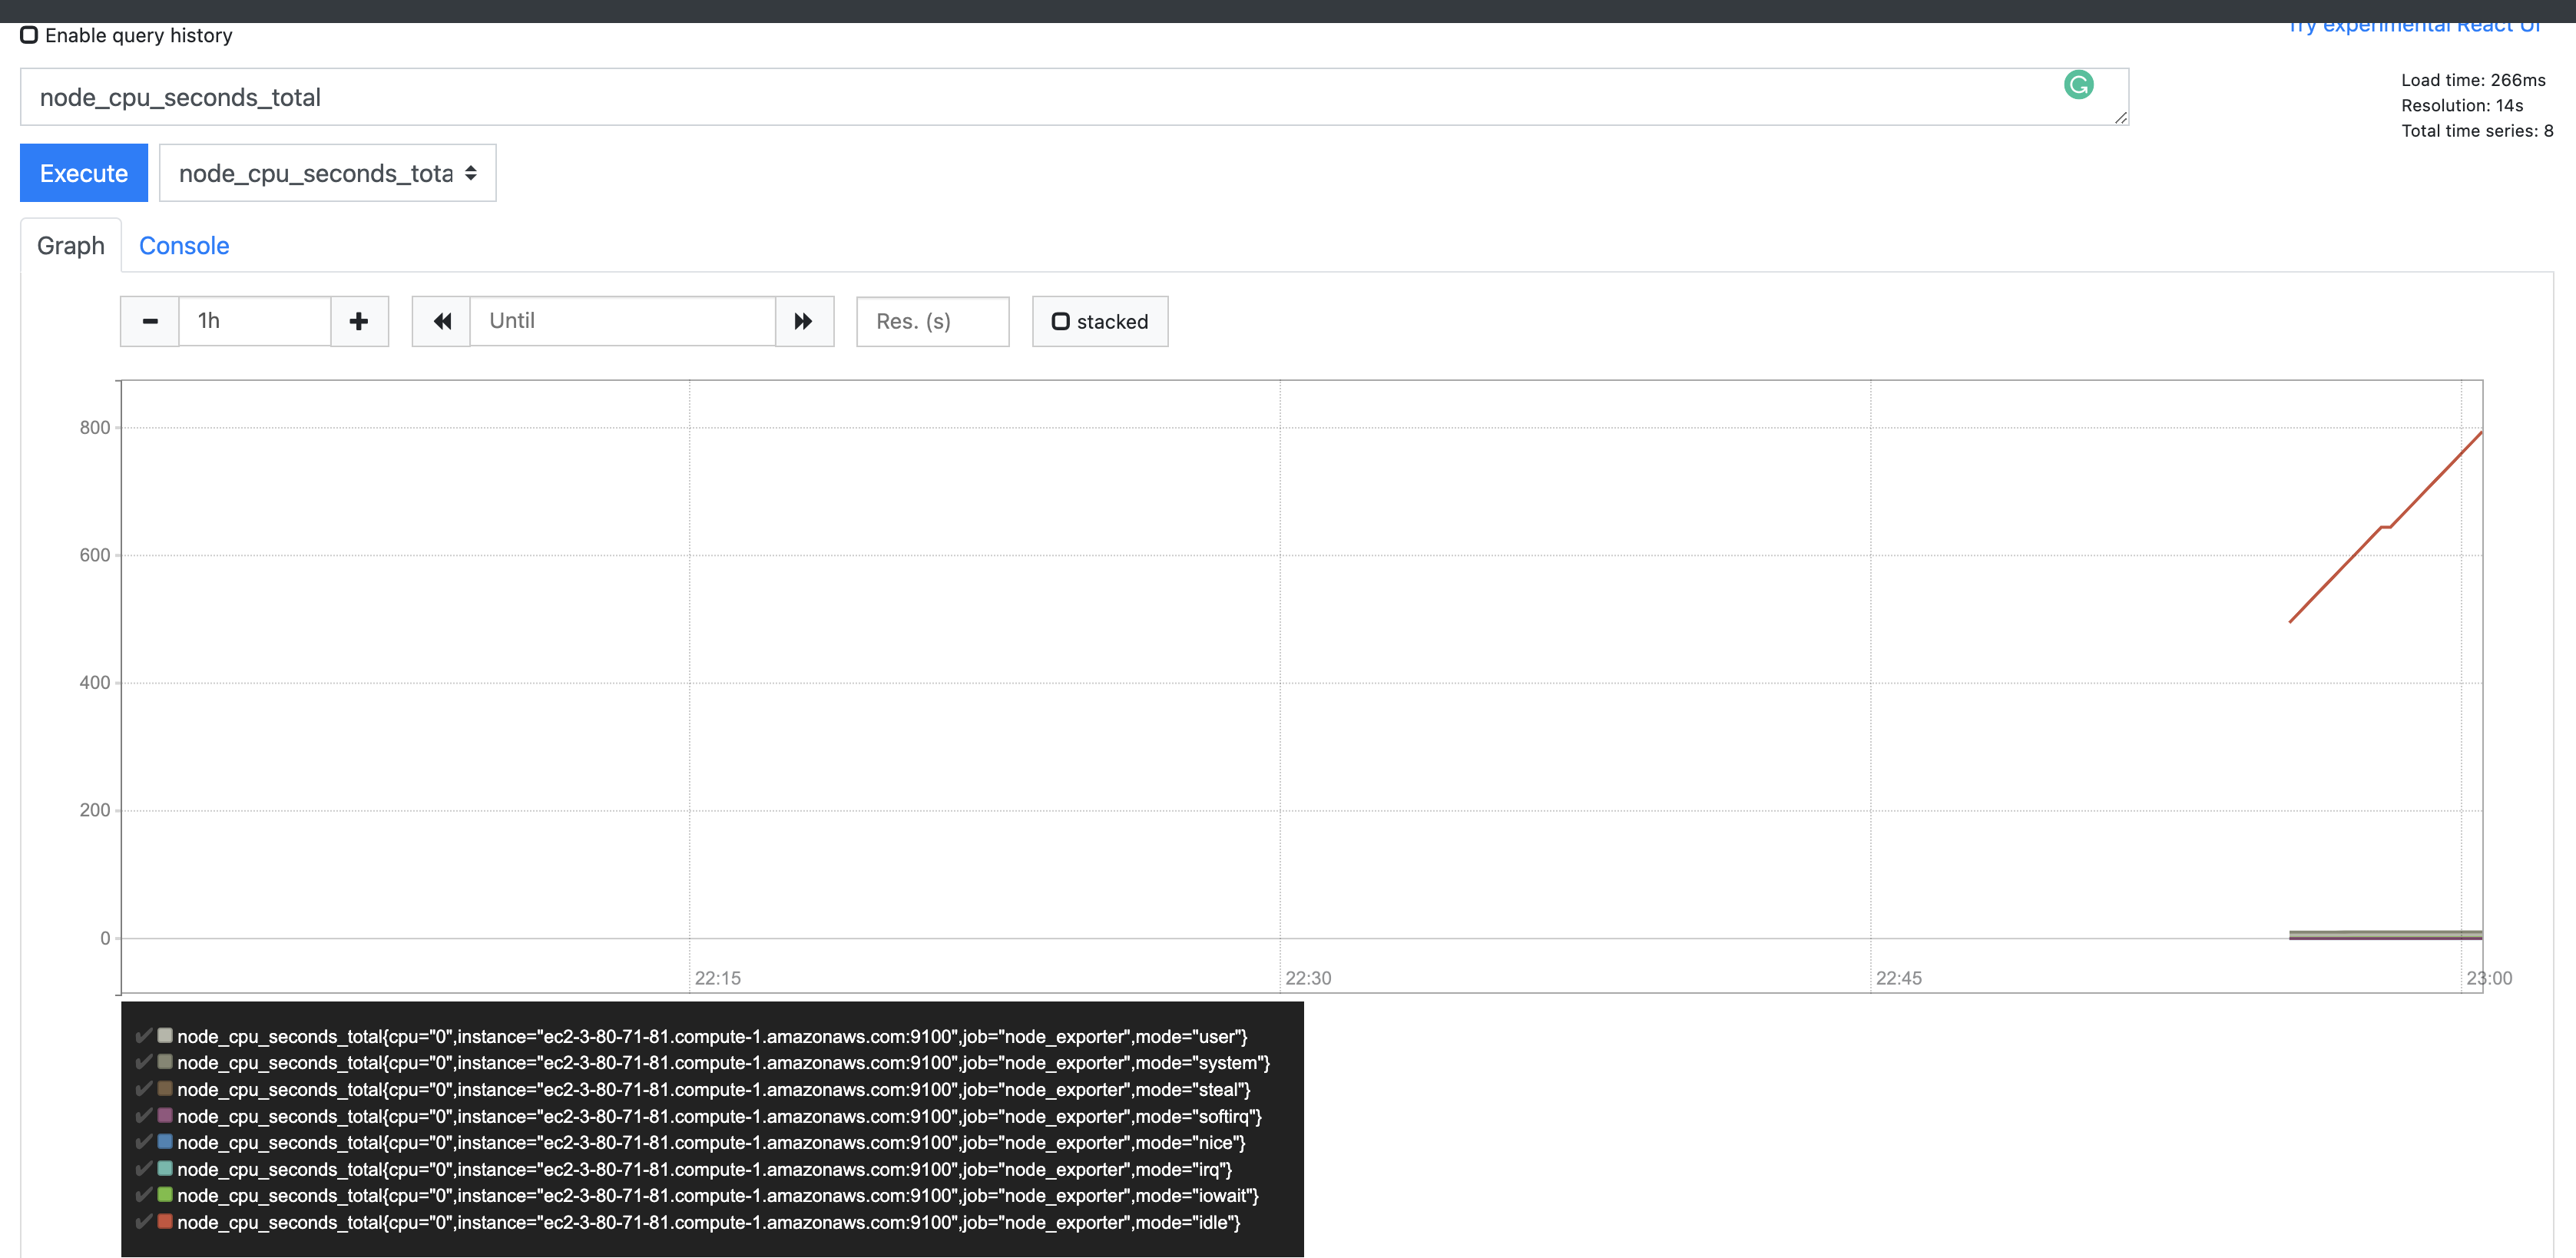 Enable query history
Try experimental React UI
node_cpu_seconds_total
Load time: 266ms
Resolution: 14s
Total time series: 8
Execute
node_cpu_seconds_tota
Graph
Console
1h
Until
Res. (s)
stacked
800
600
400
200
0
22:15
22:30
22:45
23:00
node_cpu_seconds_total{cpu="0",instance="ec2-3-80-71-81.compute-1.amazonaws.com:9100",job="node_exporter",mode="user"}
node_cpu_seconds_total{cpu="0",instance="ec2-3-80-71-81.compute-1.amazonaws.com:9100",job="node_exporter",mode="system"}
node_cpu_seconds_total{cpu="0",instance="ec2-3-80-71-81.compute-1.amazonaws.com:9100",job="node_exporter",mode="steal"}
node_cpu_seconds_total{cpu="0",instance="ec2-3-80-71-81.compute-1.amazonaws.com:9100",job="node_exporter",mode="softirq"}
node_cpu_seconds_total{cpu="0",instance="ec2-3-80-71-81.compute-1.amazonaws.com:9100",job="node_exporter",mode="nice"}
node_cpu_seconds_total{cpu="0",instance="ec2-3-80-71-81.compute-1.amazonaws.com:9100",job="node_exporter",mode="irq"}
node_cpu_seconds_total{cpu="0",instance="ec2-3-80-71-81.compute-1.amazonaws.com:9100",job="node_exporter",mode="iowait"}
node_cpu_seconds_total{cpu="0",instance="ec2-3-80-71-81.compute-1.amazonaws.com:9100",job="node_exporter",mode="idle"}